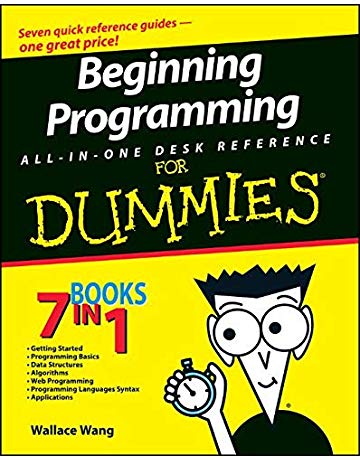 Seven quick reference guides —
one great price!
Beginning
Programming
ALL-IN-ONE DESK REFERENCE
FOR
DUMMIES®
7 BOOKS
IN 1
• Getting Started
• Programming Basics
• Data Structures
• Algorithms
• Web Programming
• Programming Languages Syntax
• Applications
Wallace Wang